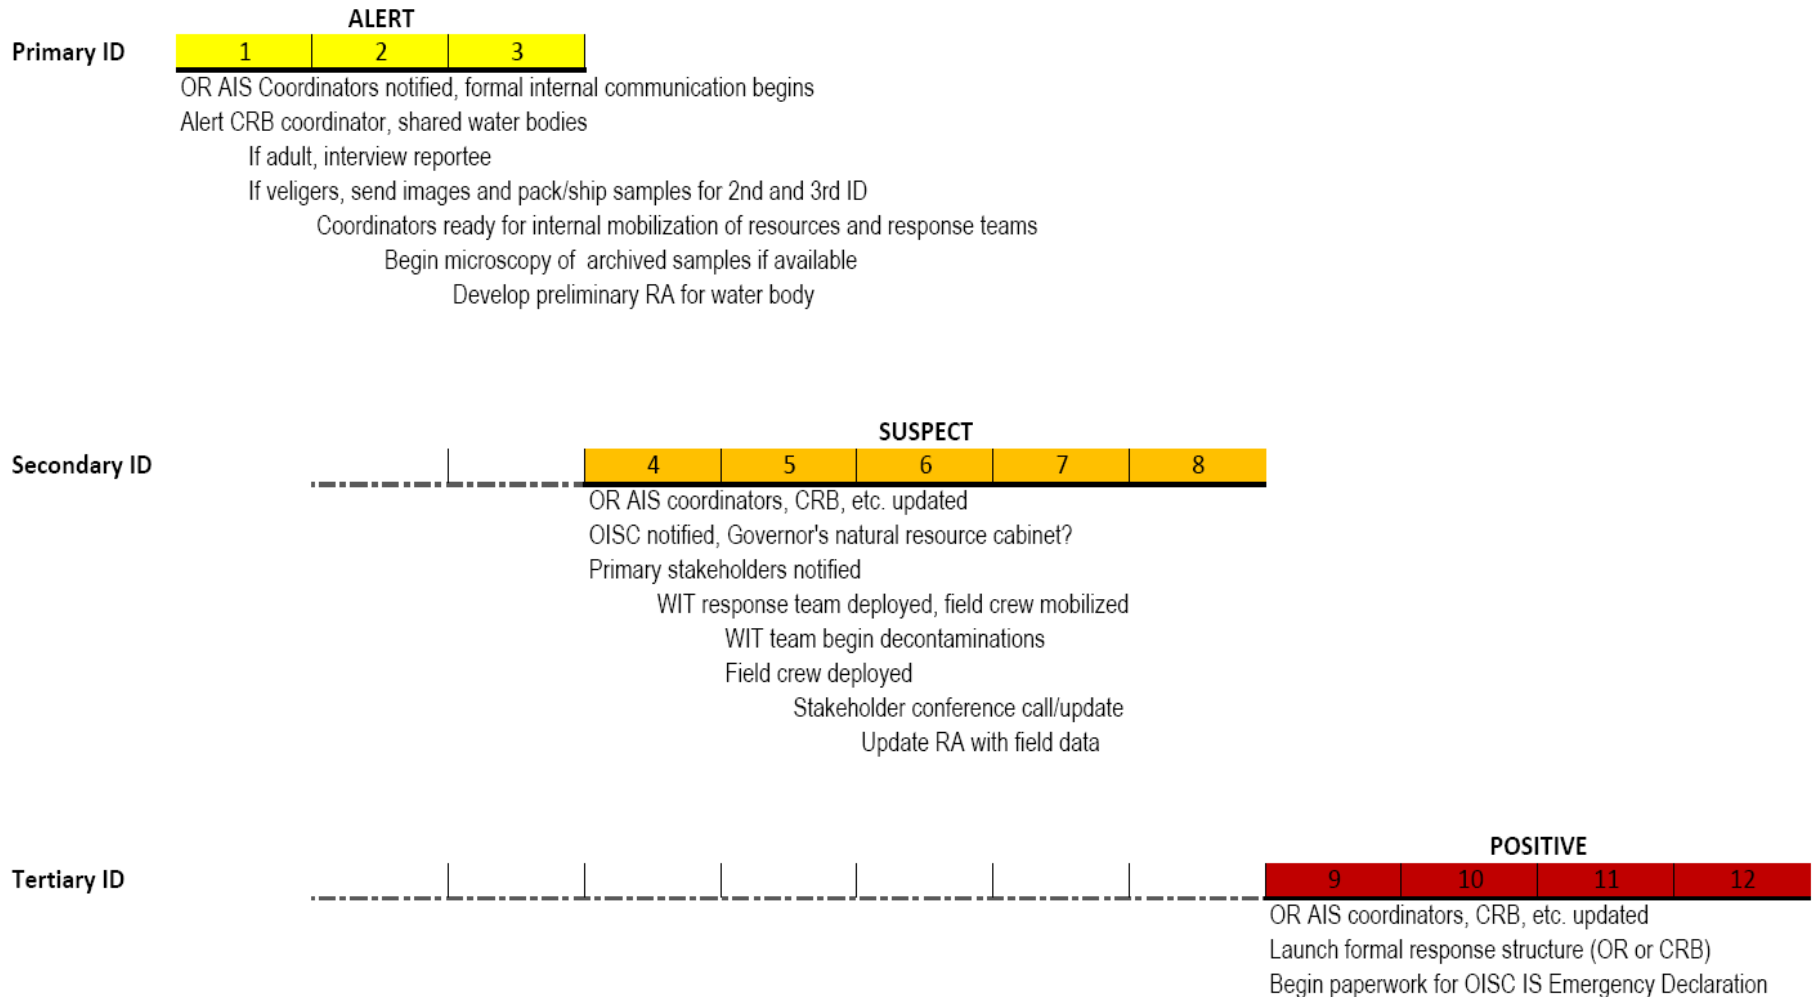 ALERT
Primary ID 1 2 3
OR AIS Coordinators notified, formal internal communication begins
Alert CRB coordinator, shared water bodies
If adult, interview reportee
If veligers, send images and pack/ship samples for 2nd and 3rd ID
Coordinators ready for internal mobilization of resources and response teams
Begin microscopy of archived samples if available
Develop preliminary RA for water body
SUSPECT
Secondary ID 4 5 6 7 8
OR AIS coordinators, CRB, etc. updated
OISC notified, Governor's natural resource cabinet?
Primary stakeholders notified
WIT response team deployed, field crew mobilized
WIT team begin decontaminations
Field crew deployed
Stakeholder conference call/update
Update RA with field data
POSITIVE
Tertiary ID 9 10 11 12
OR AIS coordinators, CRB, etc. updated
Launch formal response structure (OR or CRB)
Begin paperwork for OISC IS Emergency Declaration